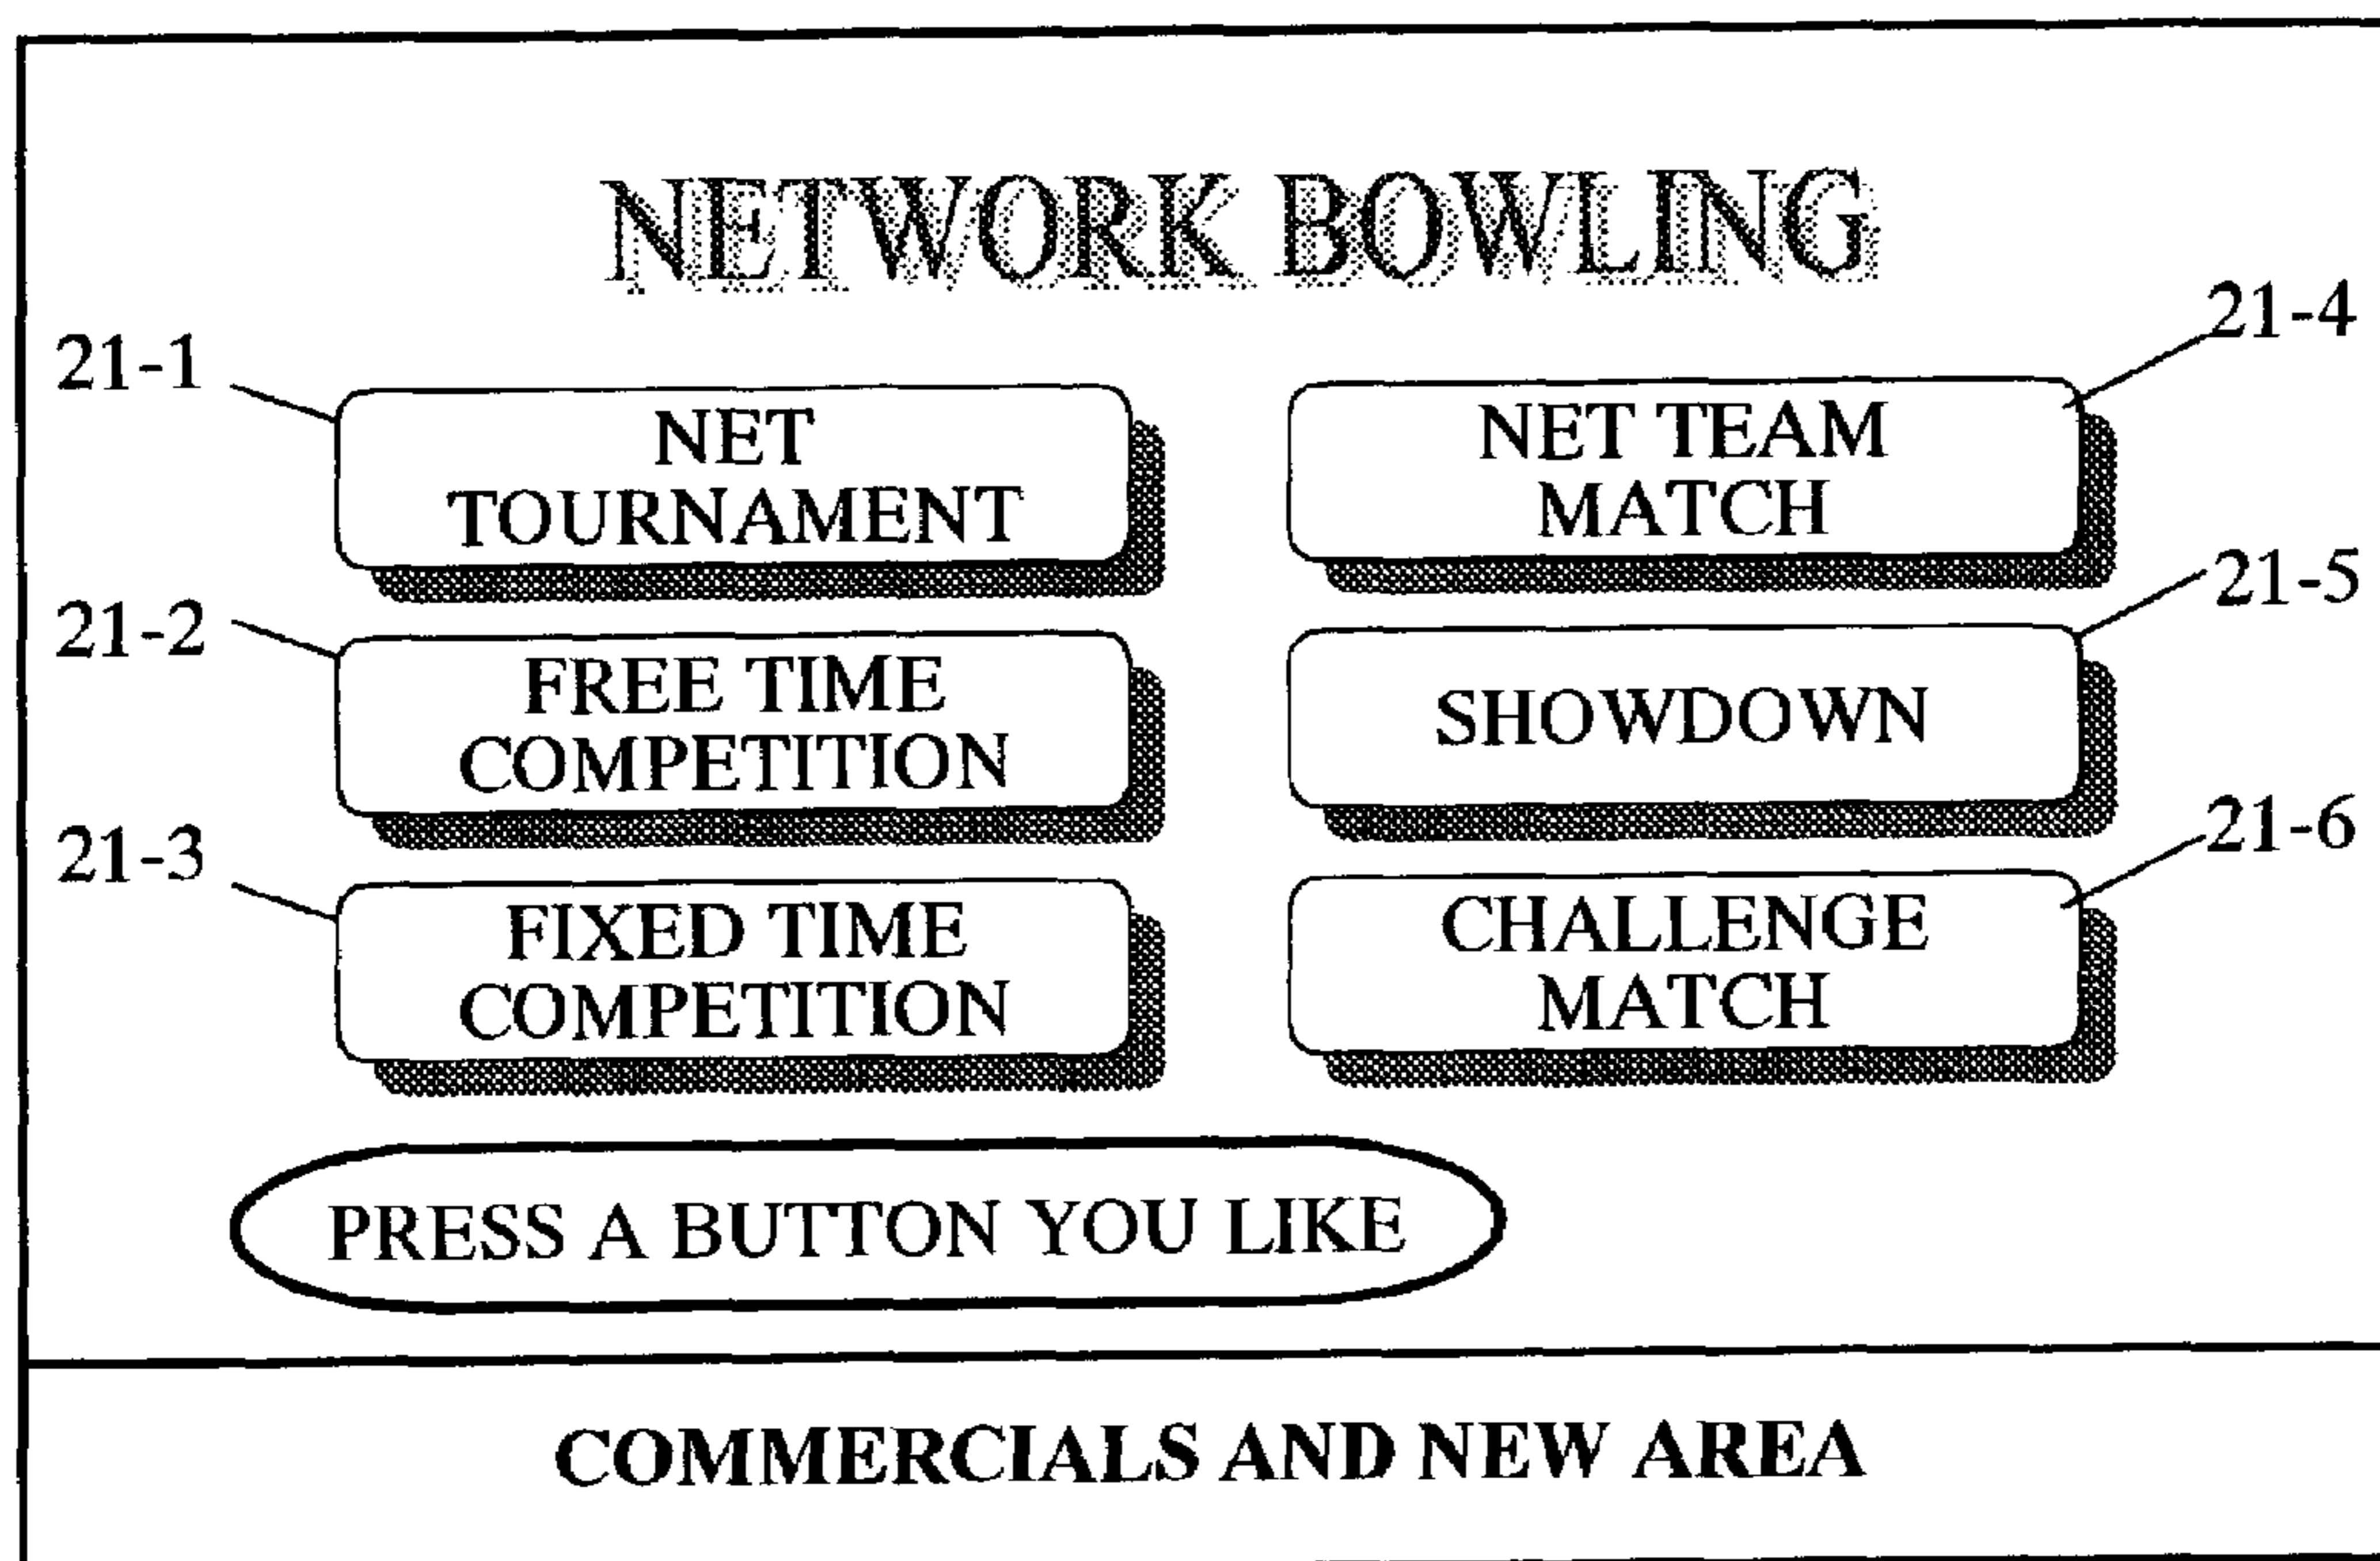 NETWORK BOWLING
21-1
NET
TOURNAMENT
21-4
NET TEAM
MATCH
21-2
FREE TIME
COMPETITION
21-5
SHOWDOWN
21-3
FIXED TIME
COMPETITION
21-6
CHALLENGE
MATCH
PRESS A BUTTON YOU LIKE
COMMERCIALS AND NEW AREA